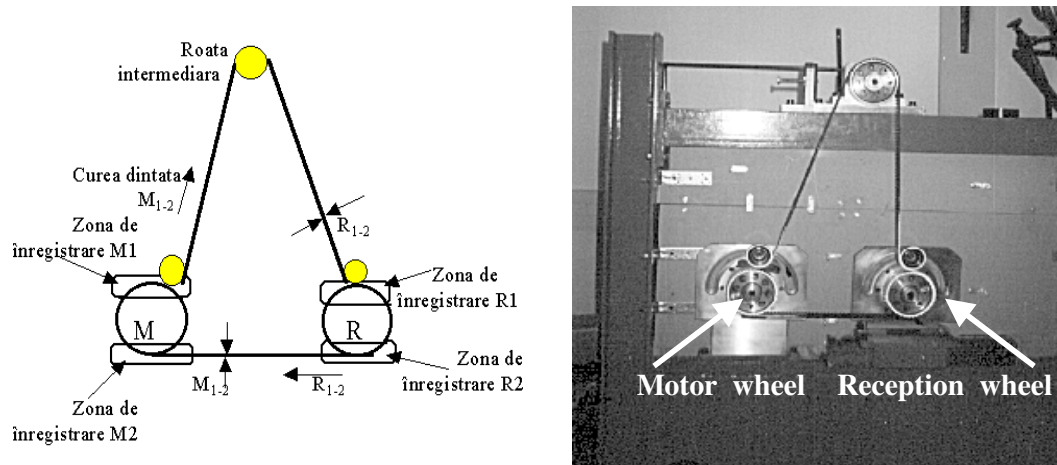 Roata
intermediara
Curea dintata
M1-2
Zona de
înregistrare M1
R1-2
Zona de
înregistrare R1
M
R
M1-2
R1-2
Zona de
înregistrare R2
Zona de
înregistrare M2
Motor wheel
Reception wheel